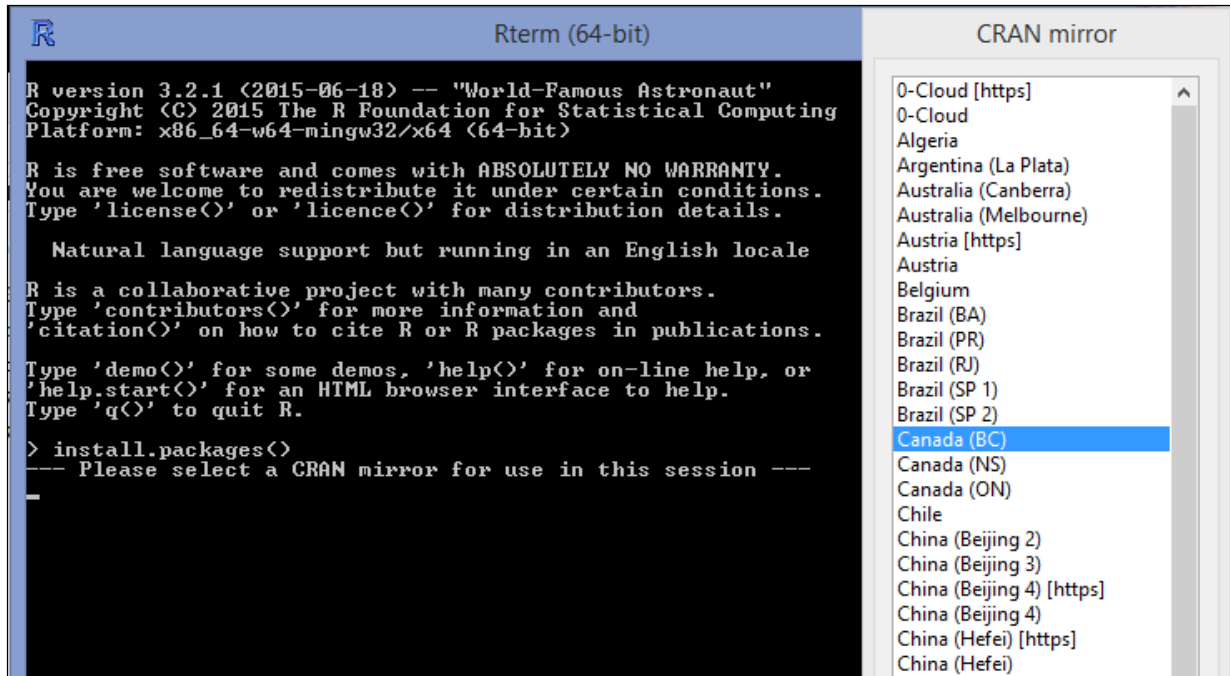 Rterm (64-bit)
R version 3.2.1 (2015-06-18) -- "World-Famous Astronaut"
Copyright (C) 2015 The R Foundation for Statistical Computing
Platform: x86_64-w64-mingw32/x64 (64-bit)
R is free software and comes with ABSOLUTELY NO WARRANTY.
You are welcome to redistribute it under certain conditions.
Type 'license()' or 'licence()' for distribution details.
Natural language support but running in an English locale
R is a collaborative project with many contributors.
Type 'contributors()' for more information and
'citation()' on how to cite R or R packages in publications.
Type 'demo()' for some demos, 'help()' for on-line help, or
'help.start()' for an HTML browser interface to help.
Type 'q()' to quit R.
> install.packages()
--- Please select a CRAN mirror for use in this session ---
CRAN mirror
0-Cloud [https]
0-Cloud
Algeria
Argentina (La Plata)
Australia (Canberra)
Australia (Melbourne)
Austria [https]
Austria
Belgium
Brazil (BA)
Brazil (PR)
Brazil (RJ)
Brazil (SP 1)
Brazil (SP 2)
Canada (BC)
Canada (NS)
Canada (ON)
Chile
China (Beijing 2)
China (Beijing 3)
China (Beijing 4) [https]
China (Beijing 4)
China (Hefei) [https]
China (Hefei)